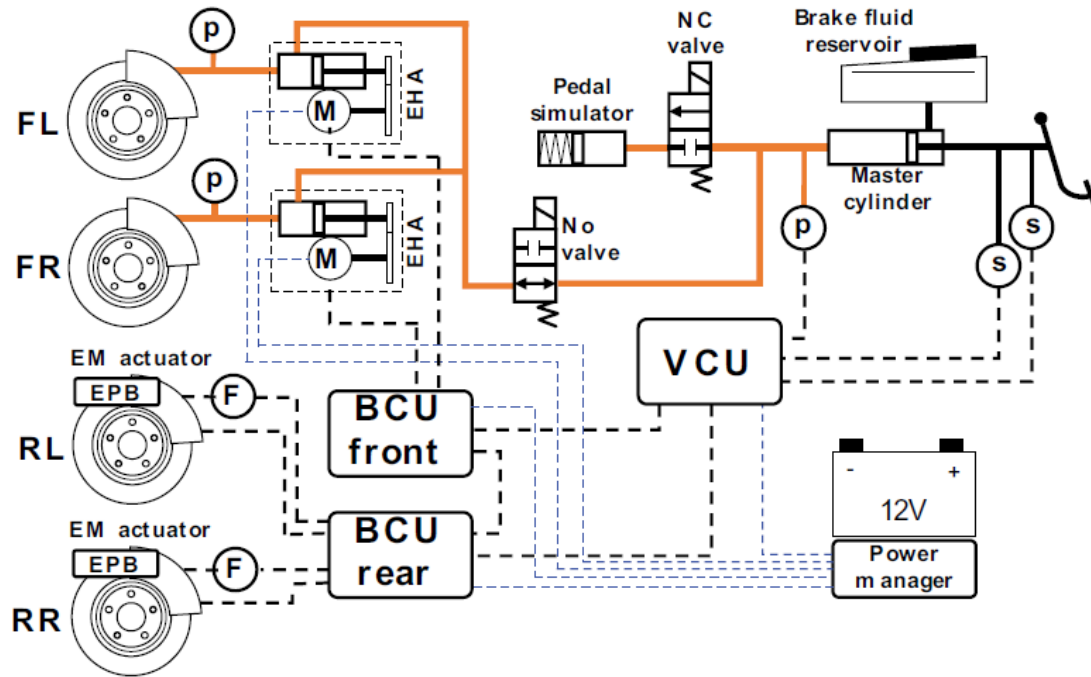 p
NC
valve
Brake fluid
reservoir
EHA
M
Pedal
simulator
FL
p
Master
cylinder
EHA
No
valve
p
s
M
s
FR
EM actuator
EPB
F
VCU
BCU
front
RL
- +
12V
EM actuator
BCU
rear
Power
manager
EPB
F
RR